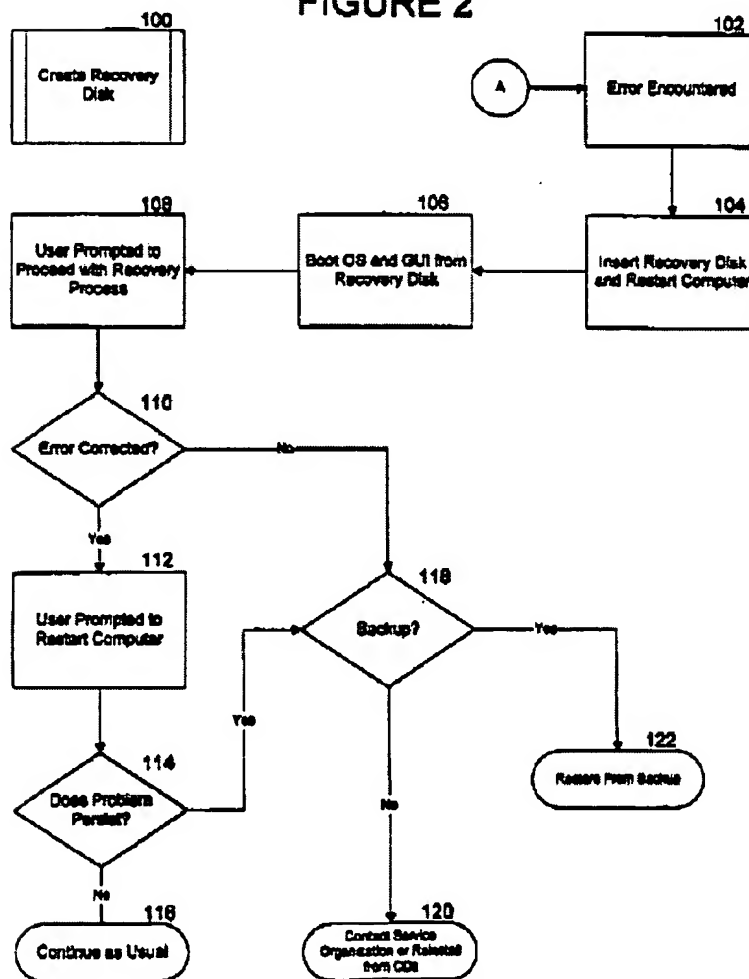 FIGURE 2
100
Create Recovery
Disk
A
102
Error Encountered
108
User Prompted to
Proceed with Recovery
Process
106
Boot OS and GUI from
Recovery Disk
104
Insert Recovery Disk
and Restart Computer
110
Error Corrected?
No
Yes
112
User Prompted to
Restart Computer
118
Backup?
Yes
Yes
114
Does Problem
Persist?
122
Restore From Backup
No
No
116
Continue as Usual
120
Contact Service
Organization or Reinstall
from CDs